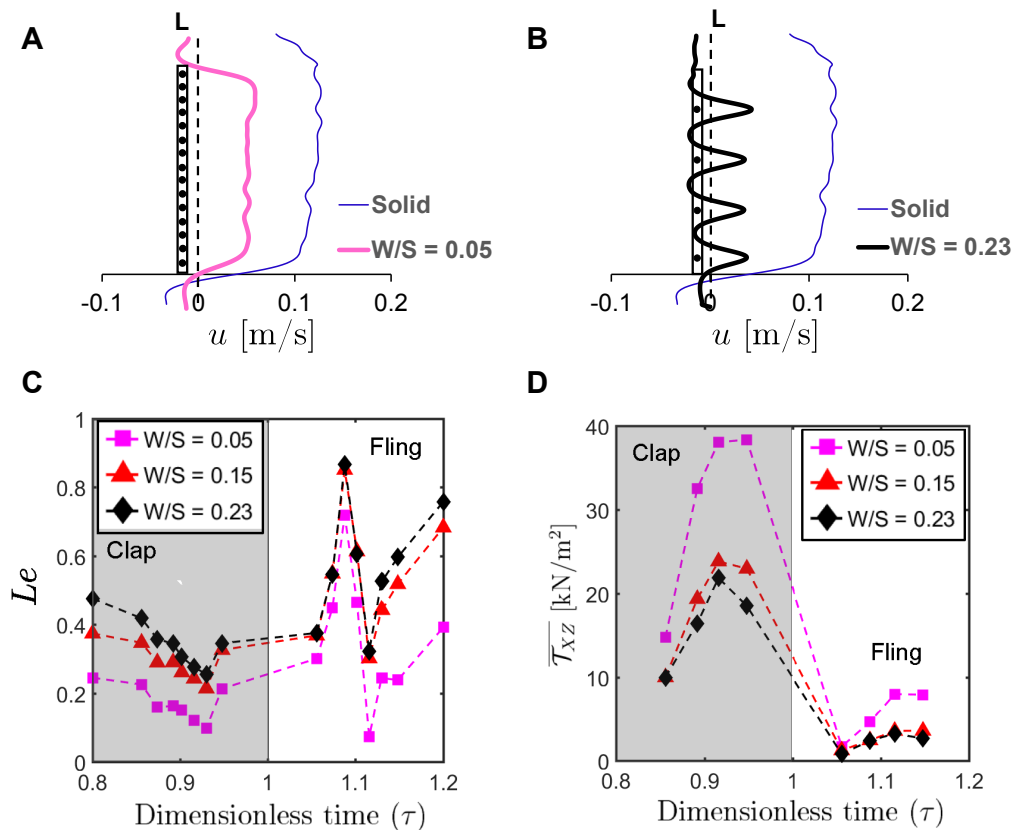 A
L
Solid
W/S = 0.05
-0.1
0
0.1
0.2
u [m/s]
B
L
Solid
W/S = 0.23
-0.1
0
0.1
0.2
u [m/s]
C
W/S = 0.05
W/S = 0.15
W/S = 0.23
Clap
Fling
Le
1
0.8
0.6
0.4
0.2
0
0.8
0.9
1
1.1
1.2
Dimensionless time (τ)
D
Clap
W/S = 0.05
W/S = 0.15
W/S = 0.23
Fling
𝒯_XZ [kN/m²]
40
30
20
10
0
0.8
0.9
1
1.1
1.2
Dimensionless time (τ)